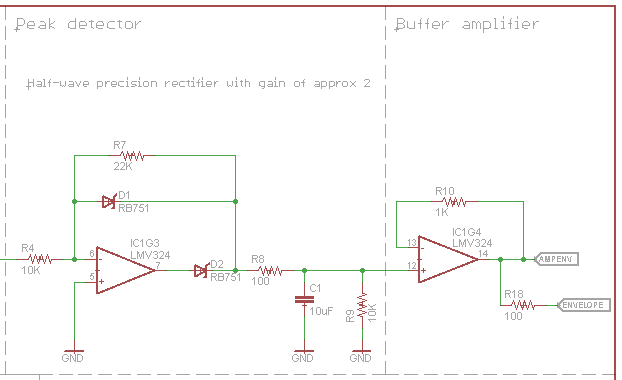 Peak detector
Buffer amplifier
Half-wave precision rectifier with gain of approx 2
R7
22K
D1
RB751
R10
1K
R4
10K
IC1G3
LMV324
6
5
7
D2
RB751
R8
100
IC1G4
LMV324
13
12
14
AMPENV
C1
10uF
R9
10K
R18
100
ENVELOPE
GND
GND
GND